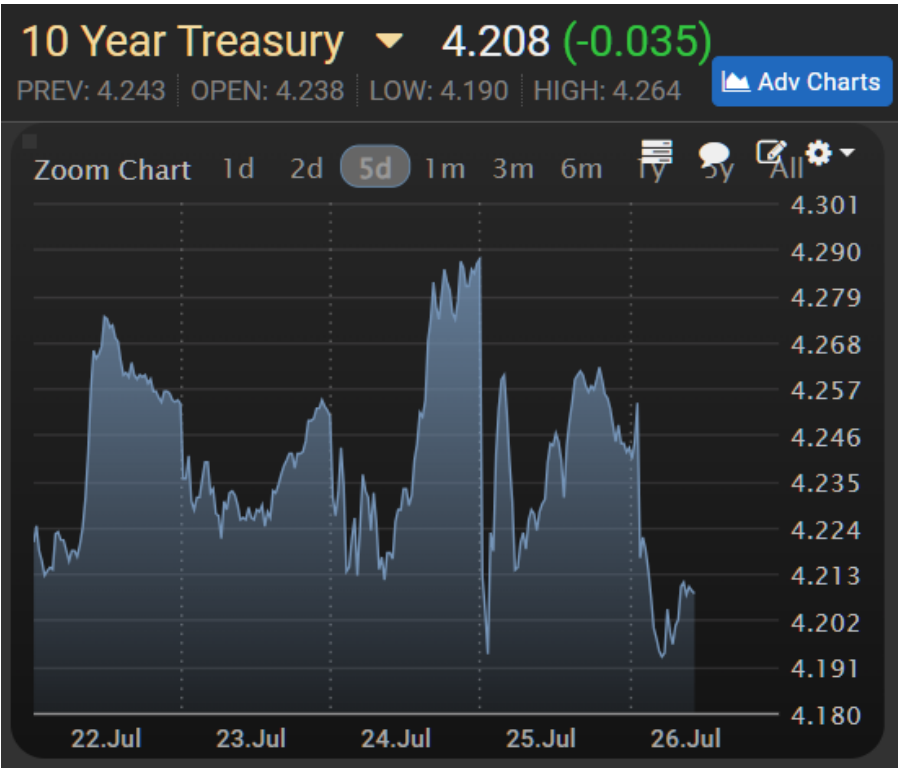 10 Year Treasury 4.208 (-0.035)
PREV: 4.243 OPEN: 4.238 LOW: 4.190 HIGH: 4.264
Adv Charts
Zoom Chart 1d 2d 5d 1m 3m 6m 1y 5y All
4.301
4.290
4.279
4.268
4.257
4.246
4.235
4.224
4.213
4.202
4.191
4.180
22.Jul 23.Jul 24.Jul 25.Jul 26.Jul